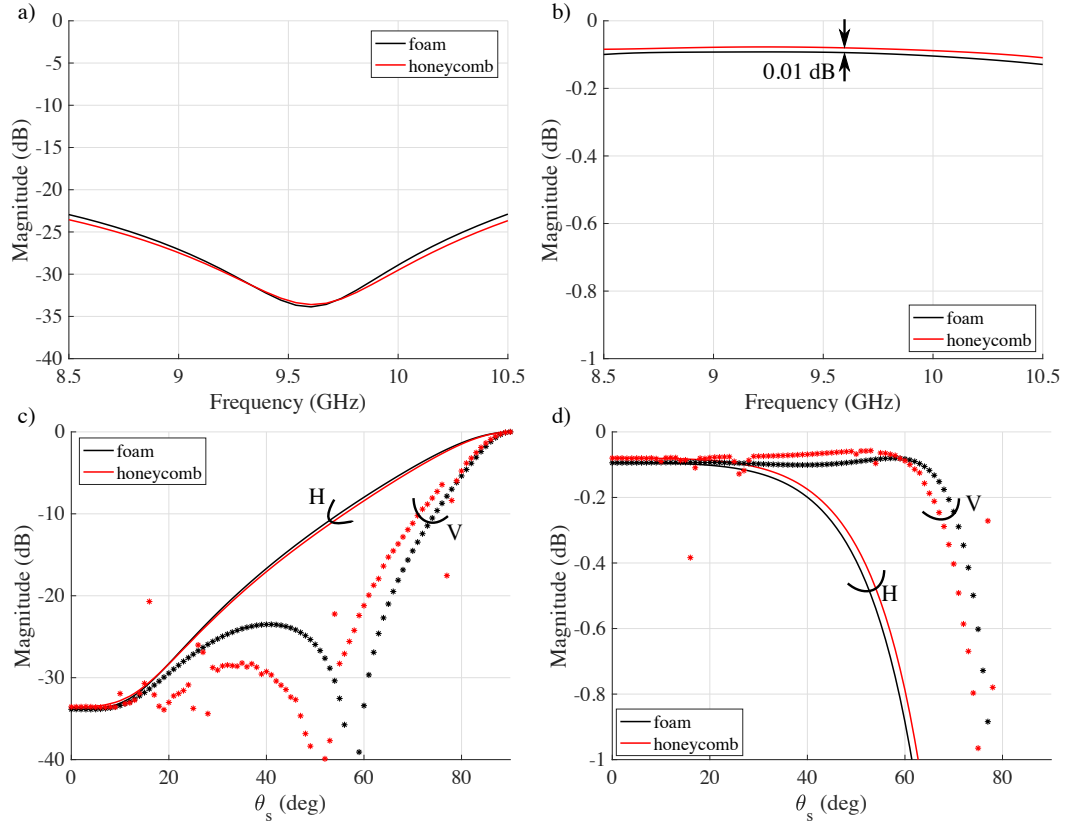 a)
0
-5
-10
-15
-20
-25
-30
-35
-40
8.5
9
9.5
10
10.5
Magnitude (dB)
Frequency (GHz)
foam
honeycomb
b)
0
-0.2
-0.4
-0.6
-0.8
-1
8.5
9
9.5
10
10.5
Magnitude (dB)
Frequency (GHz)
0.01 dB
foam
honeycomb
c)
0
-10
-20
-30
-40
0
20
40
60
80
Magnitude (dB)
θs (deg)
foam
honeycomb
H
V
d)
0
-0.2
-0.4
-0.6
-0.8
-1
0
20
40
60
80
Magnitude (dB)
θs (deg)
V
H
foam
honeycomb